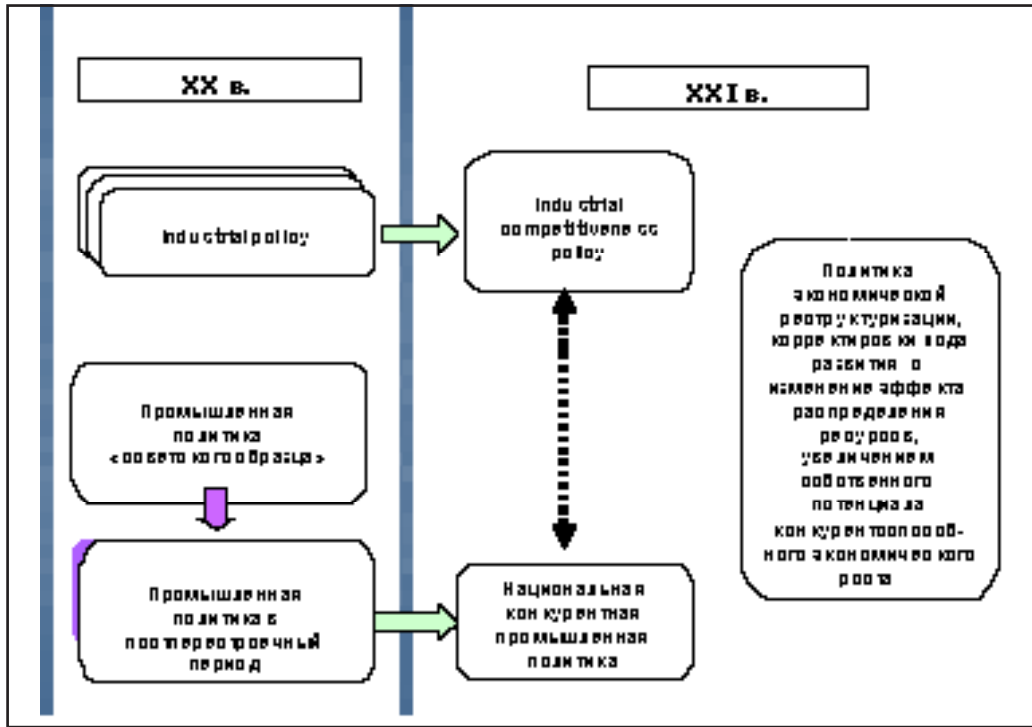 XX в.
XXI в.
Industrial policy
Industrial
competitiveness
policy
Промышленная
политика
«советского образца»
Промышленная
политика в
постперестроечный
период
Национальная
конкурентная
промышленная
политика
Политика
экономической
реструктуризации,
корректировки хода
развития с
изменение эффекта
распределения
ресурсов,
увеличением
собственного
потенциала
конкурентоспособ-
ного экономического
роста